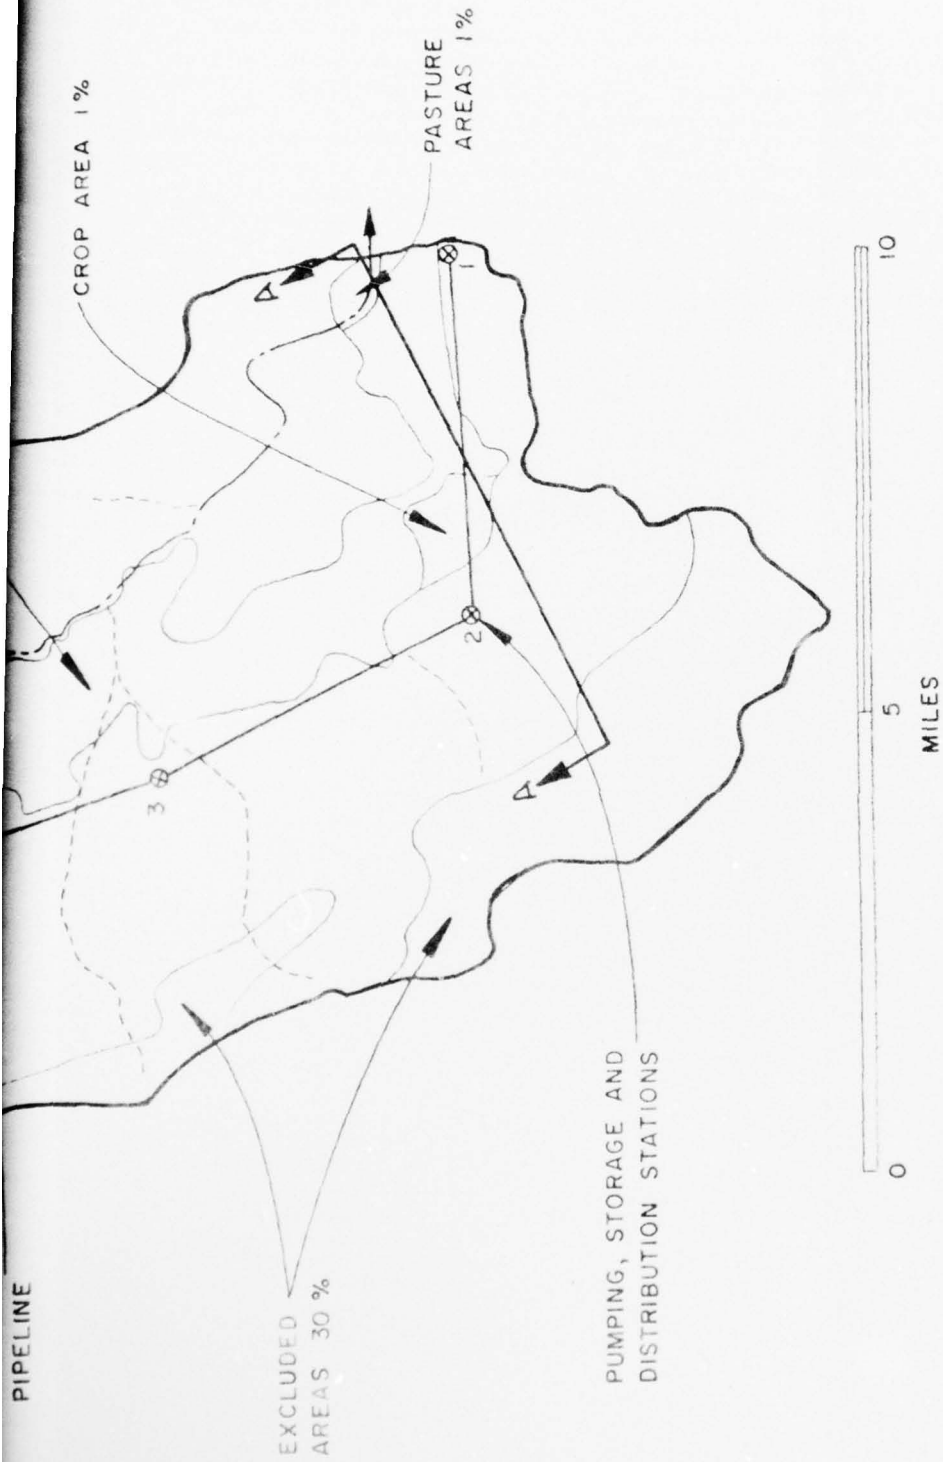 PIPELINE
EXCLUDED
AREAS 30%
CROP AREA 1%
PASTURE
AREAS 1%
PUMPING, STORAGE AND
DISTRIBUTION STATIONS
A
A
1
2
3
0
5
10
MILES